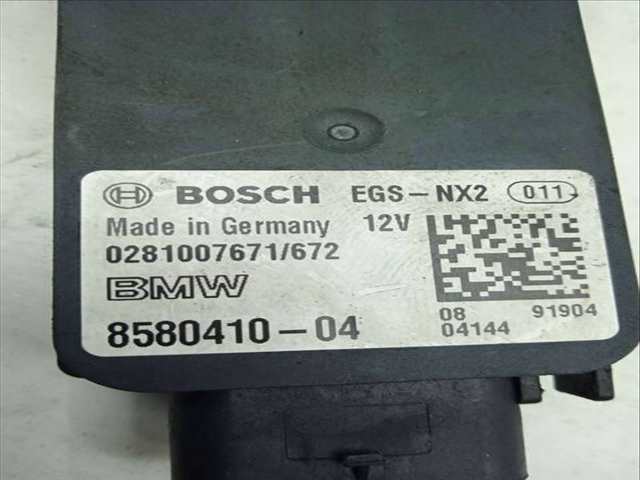 BOSCH EGS-NX2 011
Made in Germany 12V
0281007671/672
BMW
8580410-04
08 91904
04144